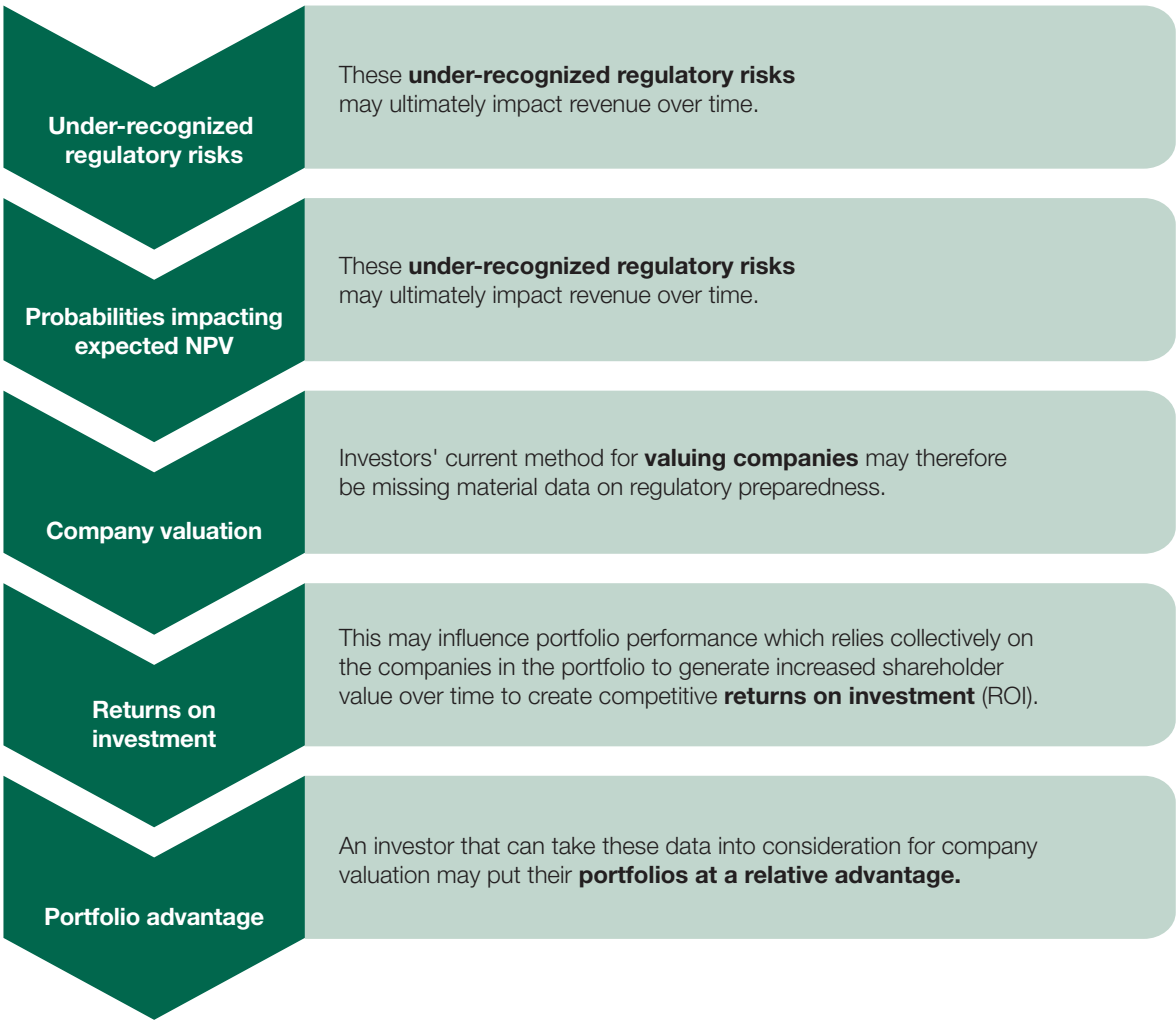 Under-recognized
regulatory risks
These under-recognized regulatory risks
may ultimately impact revenue over time.
Probabilities impacting
expected NPV
These under-recognized regulatory risks
may ultimately impact revenue over time.
Company valuation
Investors' current method for valuing companies may therefore
be missing material data on regulatory preparedness.
Returns on
investment
This may influence portfolio performance which relies collectively on
the companies in the portfolio to generate increased shareholder
value over time to create competitive returns on investment (ROI).
Portfolio advantage
An investor that can take these data into consideration for company
valuation may put their portfolios at a relative advantage.